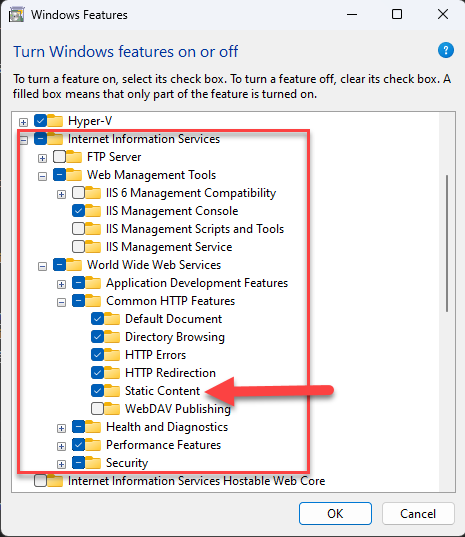 Windows Features
Turn Windows features on or off
?
To turn a feature on, select its check box. To turn a feature off, clear its check box. A
filled box means that only part of the feature is turned on.
Hyper-V
Internet Information Services
FTP Server
Web Management Tools
IIS 6 Management Compatibility
IIS Management Console
IIS Management Scripts and Tools
IIS Management Service
World Wide Web Services
Application Development Features
Common HTTP Features
Default Document
Directory Browsing
HTTP Errors
HTTP Redirection
Static Content
WebDAV Publishing
Health and Diagnostics
Performance Features
Security
Internet Information Services Hostable Web Core
OK
Cancel